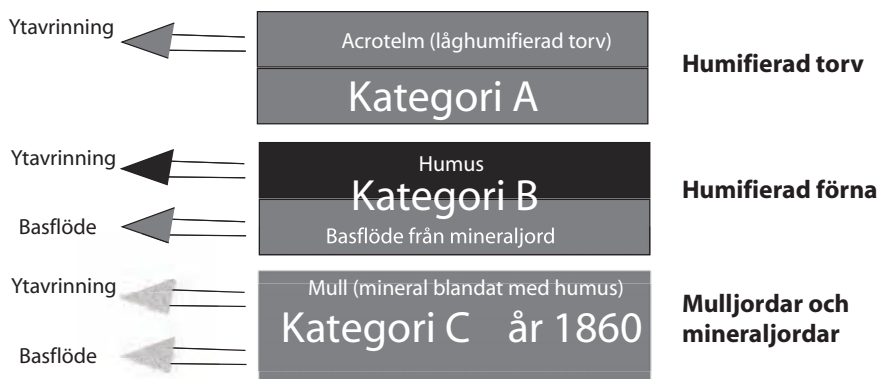 Ytavrinning
Acrotelm (låghumifierad torv)
Kategori A
Humifierad torv
Ytavrinning
Basflöde
Humus
Kategori B
Basflöde från mineraljord
Humifierad förna
Ytavrinning
Basflöde
Mull (mineral blandat med humus)
Kategori C år 1860
Mulljordar och
mineraljordar